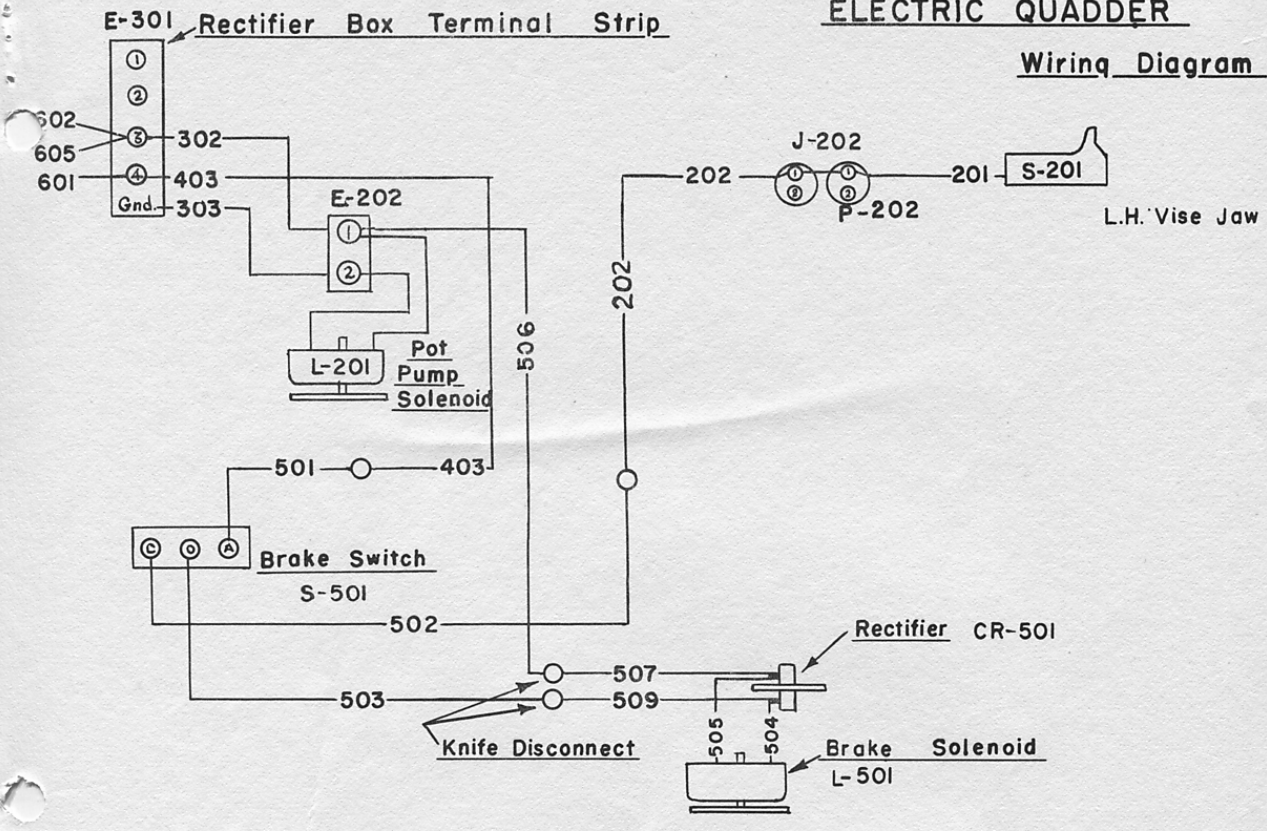 ELECTRIC QUADDER
Wiring Diagram
E-301
Rectifier Box Terminal Strip
1
2
602
3
302
605
601
4
403
Gnd.
303
E-202
1
2
L-201
Pot
Pump
Solenoid
506
202
202
J-202
1
2
1
2
P-202
201
S-201
L.H. Vise Jaw
501
403
C
O
A
Brake Switch
S-501
502
Rectifier CR-501
507
503
509
505
504
Knife Disconnect
Brake Solenoid
L-501